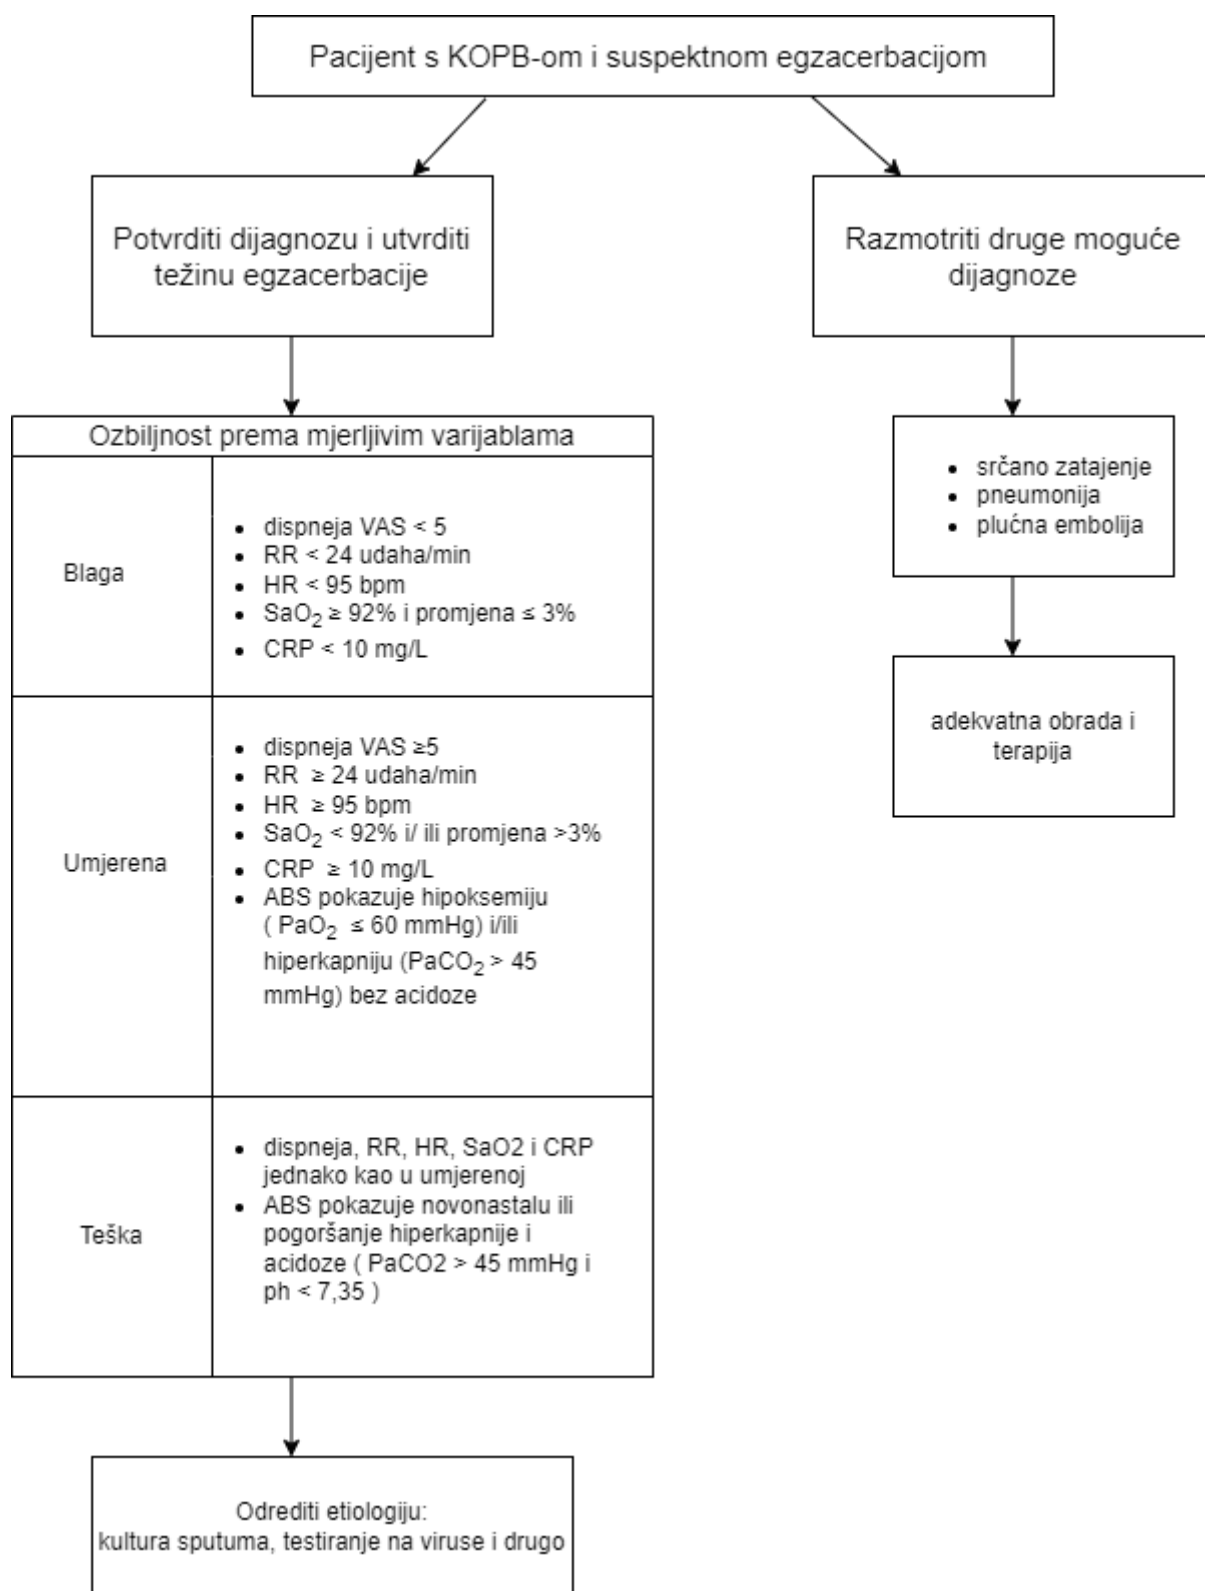 Pacijent s KOPB-om i suspektnom egzacerbacijom
Potvrditi dijagnozu i utvrditi
težinu egzacerbacije
Razmotriti druge moguće
dijagnoze
Ozbiljnost prema mjerljivim varijablama
Blaga
• dispneja VAS < 5
• RR < 24 udaha/min
• HR < 95 bpm
• SaO₂ ≥ 92% i promjena ≤ 3%
• CRP < 10 mg/L
Umjerena
• dispneja VAS ≥5
• RR ≥ 24 udaha/min
• HR ≥ 95 bpm
• SaO₂ < 92% i/ ili promjena >3%
• CRP ≥ 10 mg/L
• ABS pokazuje hipoksemiju
( PaO₂ ≤ 60 mmHg) i/ili
hiperkapniju (PaCO₂ > 45
mmHg) bez acidoze
Teška
• dispneja, RR, HR, SaO2 i CRP
jednako kao u umjerenoj
• ABS pokazuje novonastalu ili
pogoršanje hiperkapnije i
acidoze ( PaCO2 > 45 mmHg i
ph < 7,35 )
Odrediti etiologiju:
kultura sputuma, testiranje na viruse i drugo
• srčano zatajenje
• pneumonija
• plućna embolija
adekvatna obrada i
terapija